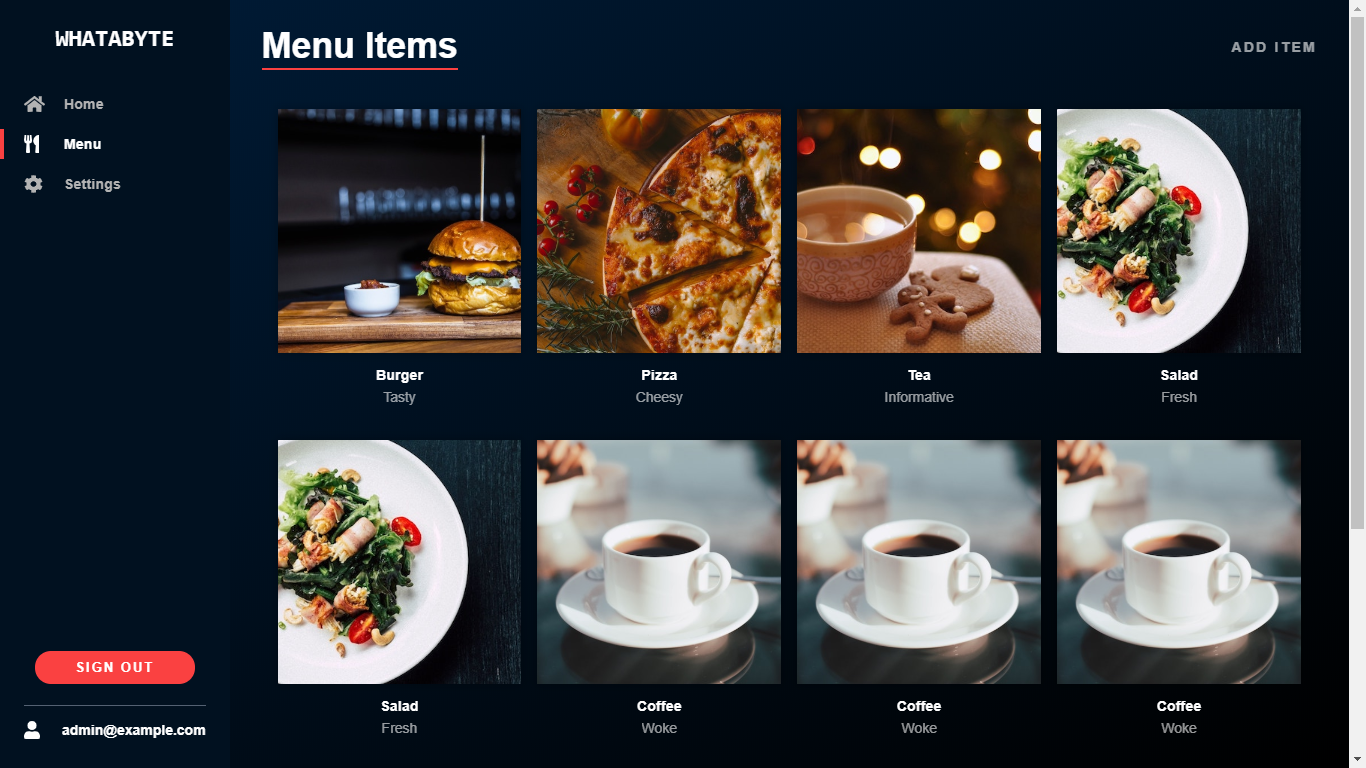 WHATABYTE
Home
Menu
Settings
SIGN OUT
admin@example.com
Menu Items
ADD ITEM
Burger
Tasty
Pizza
Cheesy
Tea
Informative
Salad
Fresh
Salad
Fresh
Coffee
Woke
Coffee
Woke
Coffee
Woke